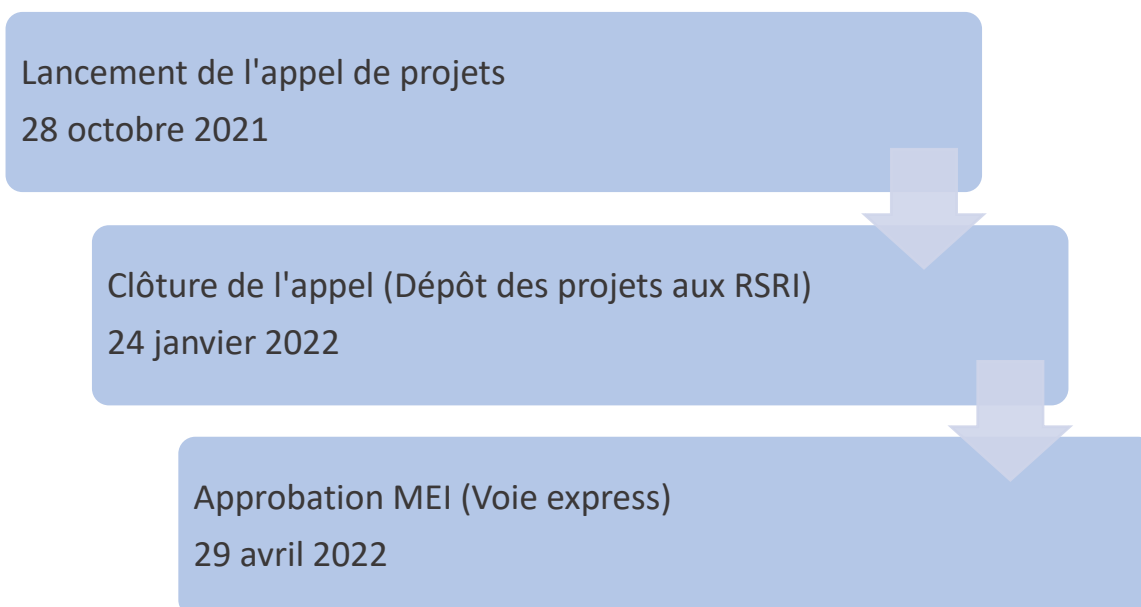 Lancement de l'appel de projets
28 octobre 2021
Clôture de l'appel (Dépôt des projets aux RSRI)
24 janvier 2022
Approbation MEI (Voie express)
29 avril 2022